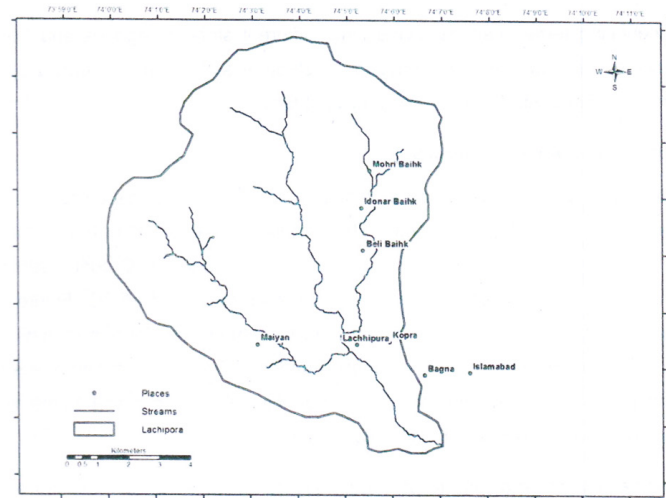 N
W E
S
Mohri Baihk
Idonar Baihk
Beli Baihk
Maiyan
Lachhipura
Kopra
Bagna
Islamabad
Places
Streams
Lachipora
Kilometers
0 0.5 1 2 3 4